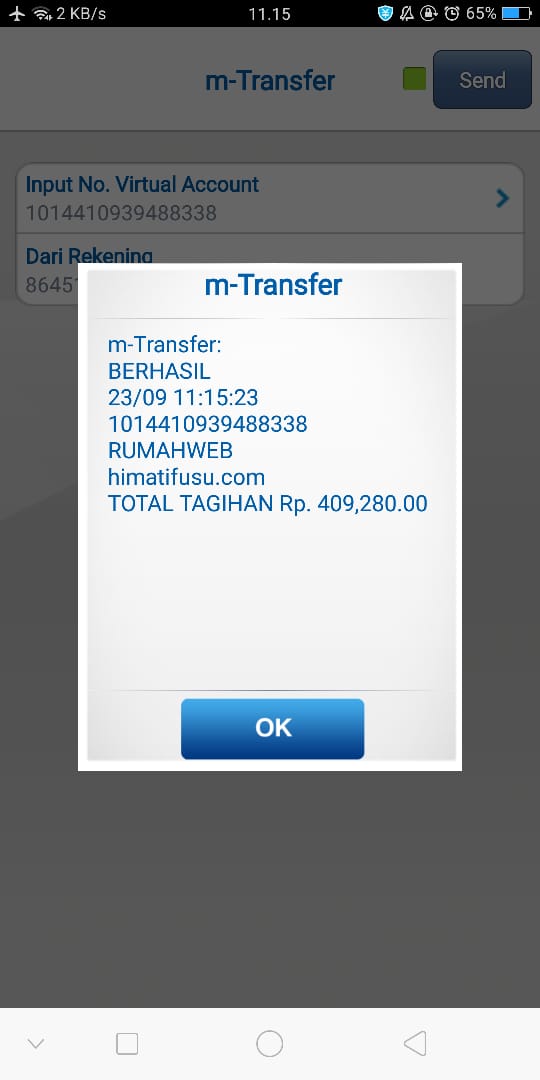 2 KB/s
11.15
65%
m-Transfer
Send
Input No. Virtual Account
1014410939488338
Dari Rekening
8645
m-Transfer
m-Transfer:
BERHASIL
23/09 11:15:23
1014410939488338
RUMAHWEB
himatifusu.com
TOTAL TAGIHAN Rp. 409,280.00
OK